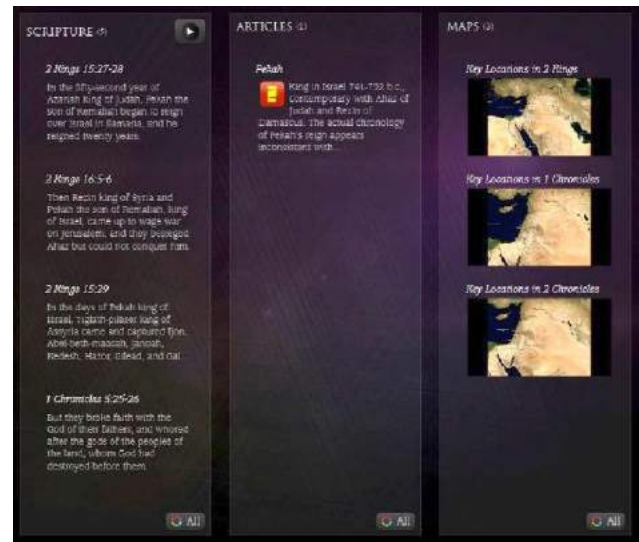 SCRIPTURE (5)
2 Kings 15:27-28
In the fifty-second year of
Azariah king of Judah, Pekah the
son of Remaliah began to reign
over Israel in Samaria, and he
reigned twenty years.
2 Kings 16:5-6
Then Rezin king of Syria and
Pekah the son of Remaliah, king
of Israel, came up to wage war
on Jerusalem, and they besieged
Ahaz but could not conquer him.
2 Kings 15:29
In the days of Pekah king of
Israel, Tiglath-pileser king of
Assyria came and captured Ijon,
Abel-beth-maacah, Janoah,
Kedesh, Hazor, Gilead, and Gal
1 Chronicles 5:25-26
But they broke faith with the
God of their fathers, and whored
after the gods of the peoples of
the land, whom God had
destroyed before them.
All
ARTICLES (1)
Pekah
King in Israel 741-732 b.c.,
contemporary with Ahaz of
Judah and Rezin of
Damascus. The actual chronology
of Pekah's reign appears
inconsistent with...
All
MAPS (3)
Key Locations in 2 Kings
Key Locations in 1 Chronicles
Key Locations in 2 Chronicles
All